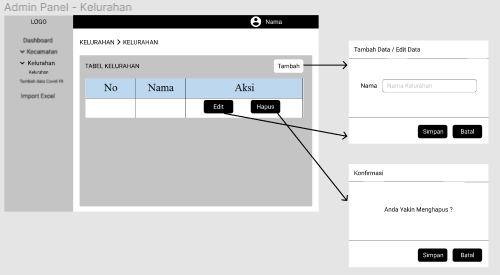 Admin Panel - Kelurahan
LOGO
Nama
Dashboard
Kecamatan
Kelurahan
Kelurahan
Tambah data Covid 19
Import Excel
KELURAHAN > KELURAHAN
TABEL KELURAHAN
Tambah
No Nama Aksi
Edit Hapus
Tambah Data / Edit Data
Nama Nama Kelurahan
Simpan Batal
Konfirmasi
Anda Yakin Menghapus ?
Simpan Batal